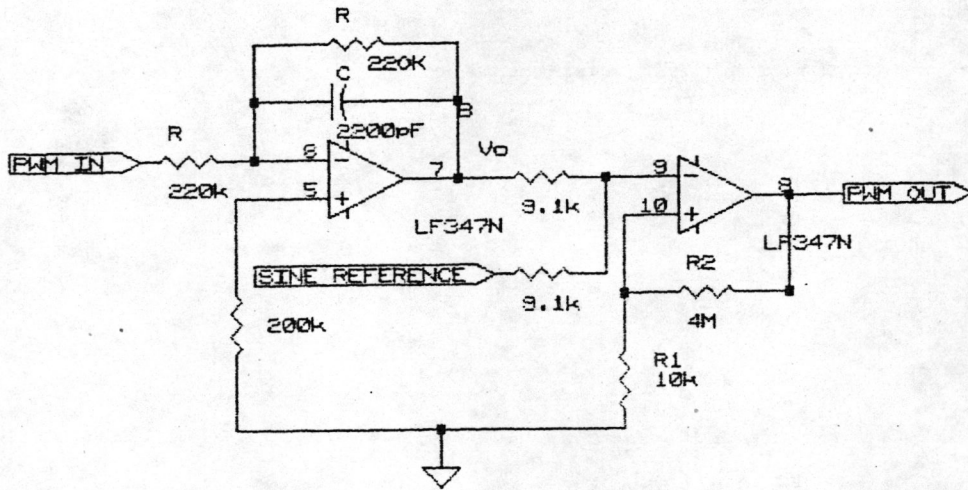 R
220K
C
B
2200pF
R
PWM IN
220k
6
5
7
Vo
LF347N
9.1k
SINE REFERENCE
9.1k
200k
9
10
8
PWM OUT
LF347N
R2
4M
R1
10k